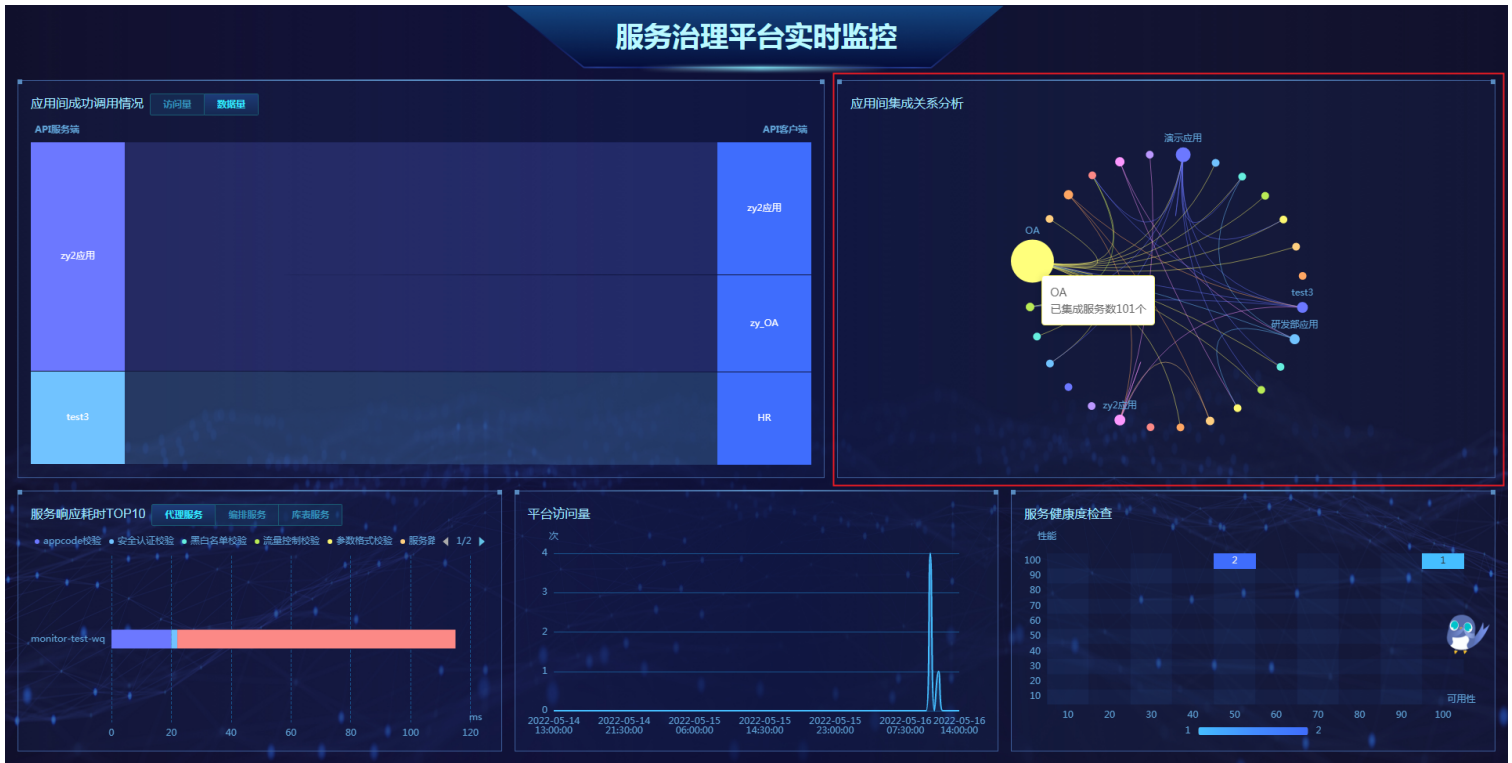 服务治理平台实时监控
应用间成功调用情况 访问量 数据量
API服务端 API客户端
zy2应用
test3
zy2应用
zy_OA
HR
应用间集成关系分析
演示应用
OA
OA
已集成服务数101个
test3
研发部应用
zy2应用
服务响应耗时TOP10 代理服务 编排服务 库表服务
appcode校验 安全认证校验 黑白名单校验 流量控制校验 参数格式校验 1/2
monitor-test-wq
ms
0 20 40 60 80 100 120
平台访问量
次
4
3
2
1
0
2022-05-14 2022-05-14 2022-05-15 2022-05-15 2022-05-15 2022-05-16 2022-05-16
13:00:00 21:30:00 06:00:00 14:30:00 23:00:00 07:30:00 14:00:00
服务健康度检查
性能
100
90
80
70
60
50
40
30
20
10
2 1
可用性
10 20 30 40 50 60 70 80 90 100
1 2